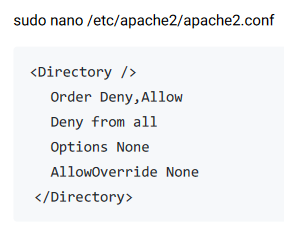 sudo nano /etc/apache2/apache2.conf
<Directory />
Order Deny,Allow
Deny from all
Options None
AllowOverride None
</Directory>